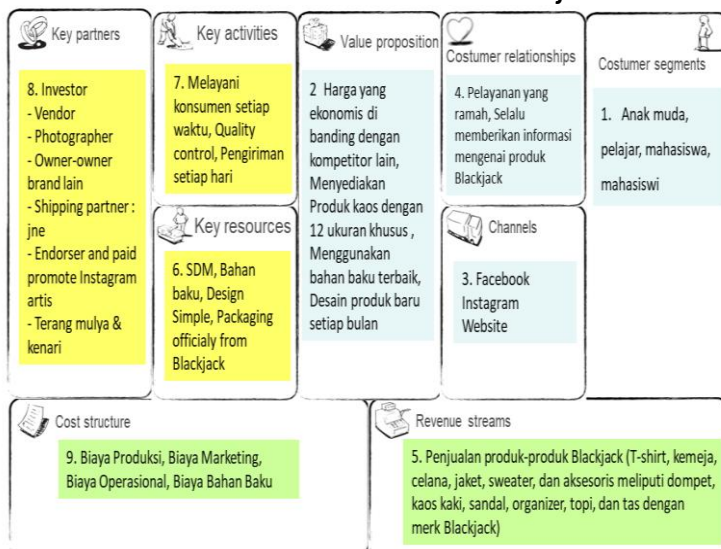 Key partners
8. Investor
- Vendor
- Photographer
- Owner-owner
brand lain
- Shipping partner :
jne
- Endorser and paid
promote Instagram
artis
- Terang mulya &
kenari
Key activities
7. Melayani
konsumen setiap
waktu, Quality
control, Pengiriman
setiap hari
Key resources
6. SDM, Bahan
baku, Design
Simple, Packaging
officialy from
Blackjack
Value proposition
2 Harga yang
ekonomis di
banding dengan
kompetitor lain,
Menyediakan
Produk kaos dengan
12 ukuran khusus ,
Menggunakan
bahan baku terbaik,
Desain produk baru
setiap bulan
Costumer relationships
4. Pelayanan yang
ramah, Selalu
memberikan informasi
mengenai produk
Blackjack
Channels
3. Facebook
Instagram
Website
Costumer segments
1. Anak muda,
pelajar, mahasiswa,
mahasiswi
Cost structure
9. Biaya Produksi, Biaya Marketing,
Biaya Operasional, Biaya Bahan Baku
Revenue streams
5. Penjualan produk-produk Blackjack (T-shirt, kemeja,
celana, jaket, sweater, dan aksesoris meliputi dompet,
kaos kaki, sandal, organizer, topi, dan tas dengan
merk Blackjack)